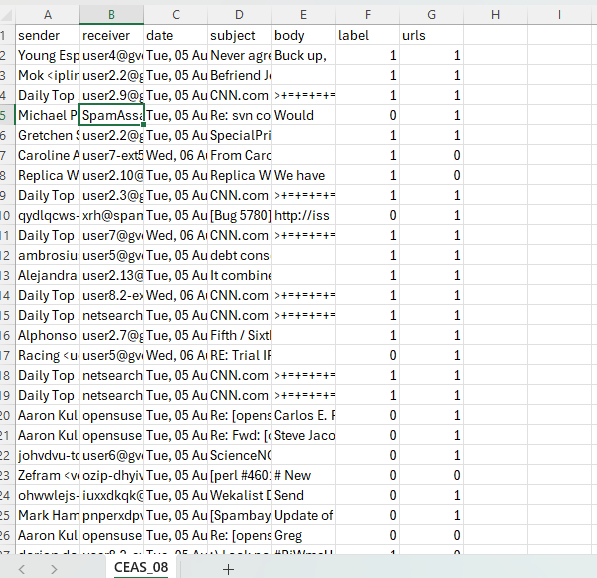 A B C D E F G H I
1 sender receiver date subject body label urls
2 Young Esp user4@gv Tue, 05 Au Never agre Buck up, 1 1
3 Mok <iplin user2.2@g Tue, 05 Au Befriend J 1 1
4 Daily Top user2.9@g Tue, 05 Au CNN.com >+=+=+=+= 1 1
5 Michael P SpamAssa Tue, 05 Au Re: svn co Would 0 1
6 Gretchen S user2.2@g Tue, 05 Au SpecialPri 1 1
7 Caroline A user7-ext5 Wed, 06 A From Caro 1 0
8 Replica W user2.10@ Tue, 05 Au Replica W We have 1 0
9 Daily Top user2.3@g Tue, 05 Au CNN.com >+=+=+=+= 1 1
10 qydlqcws- xrh@span Tue, 05 Au [Bug 5780] http://iss 0 1
11 Daily Top user7@gv Wed, 06 A CNN.com >+=+=+=+= 1 1
12 ambrosiu user5@gv Tue, 05 Au debt cons 1 1
13 Alejandra user2.13@ Tue, 05 Au It combine 1 1
14 Daily Top user8.2-ex Wed, 06 A CNN.com >+=+=+=+= 1 1
15 Daily Top netsearch Tue, 05 Au CNN.com >+=+=+=+= 1 1
16 Alphonso user2.7@g Tue, 05 Au Fifth / Sixth 1 1
17 Racing <u user5@gv Wed, 06 A RE: Trial IF 0 1
18 Daily Top netsearch Tue, 05 Au CNN.com >+=+=+=+= 1 1
19 Daily Top netsearch Tue, 05 Au CNN.com >+=+=+=+= 1 1
20 Aaron Kul opensuse Tue, 05 Au Re: [opens Carlos E. F 0 1
21 Aaron Kul opensuse Tue, 05 Au Re: Fwd: [ Steve Jaco 0 1
22 johvdvu-to user6@gv Tue, 05 Au ScienceNO 0 1
23 Zefram <v ozip-dhyiv Tue, 05 Au [perl #460 # New 0 0
24 ohwwlejs- iuxxdkqk@ Tue, 05 Au Wekalist D Send 0 1
25 Mark Ham pnperxdp Tue, 05 Au [Spambay Update of 0 1
26 Aaron Kul opensuse Tue, 05 Au Re: [opens Greg 0 0
CEAS_08